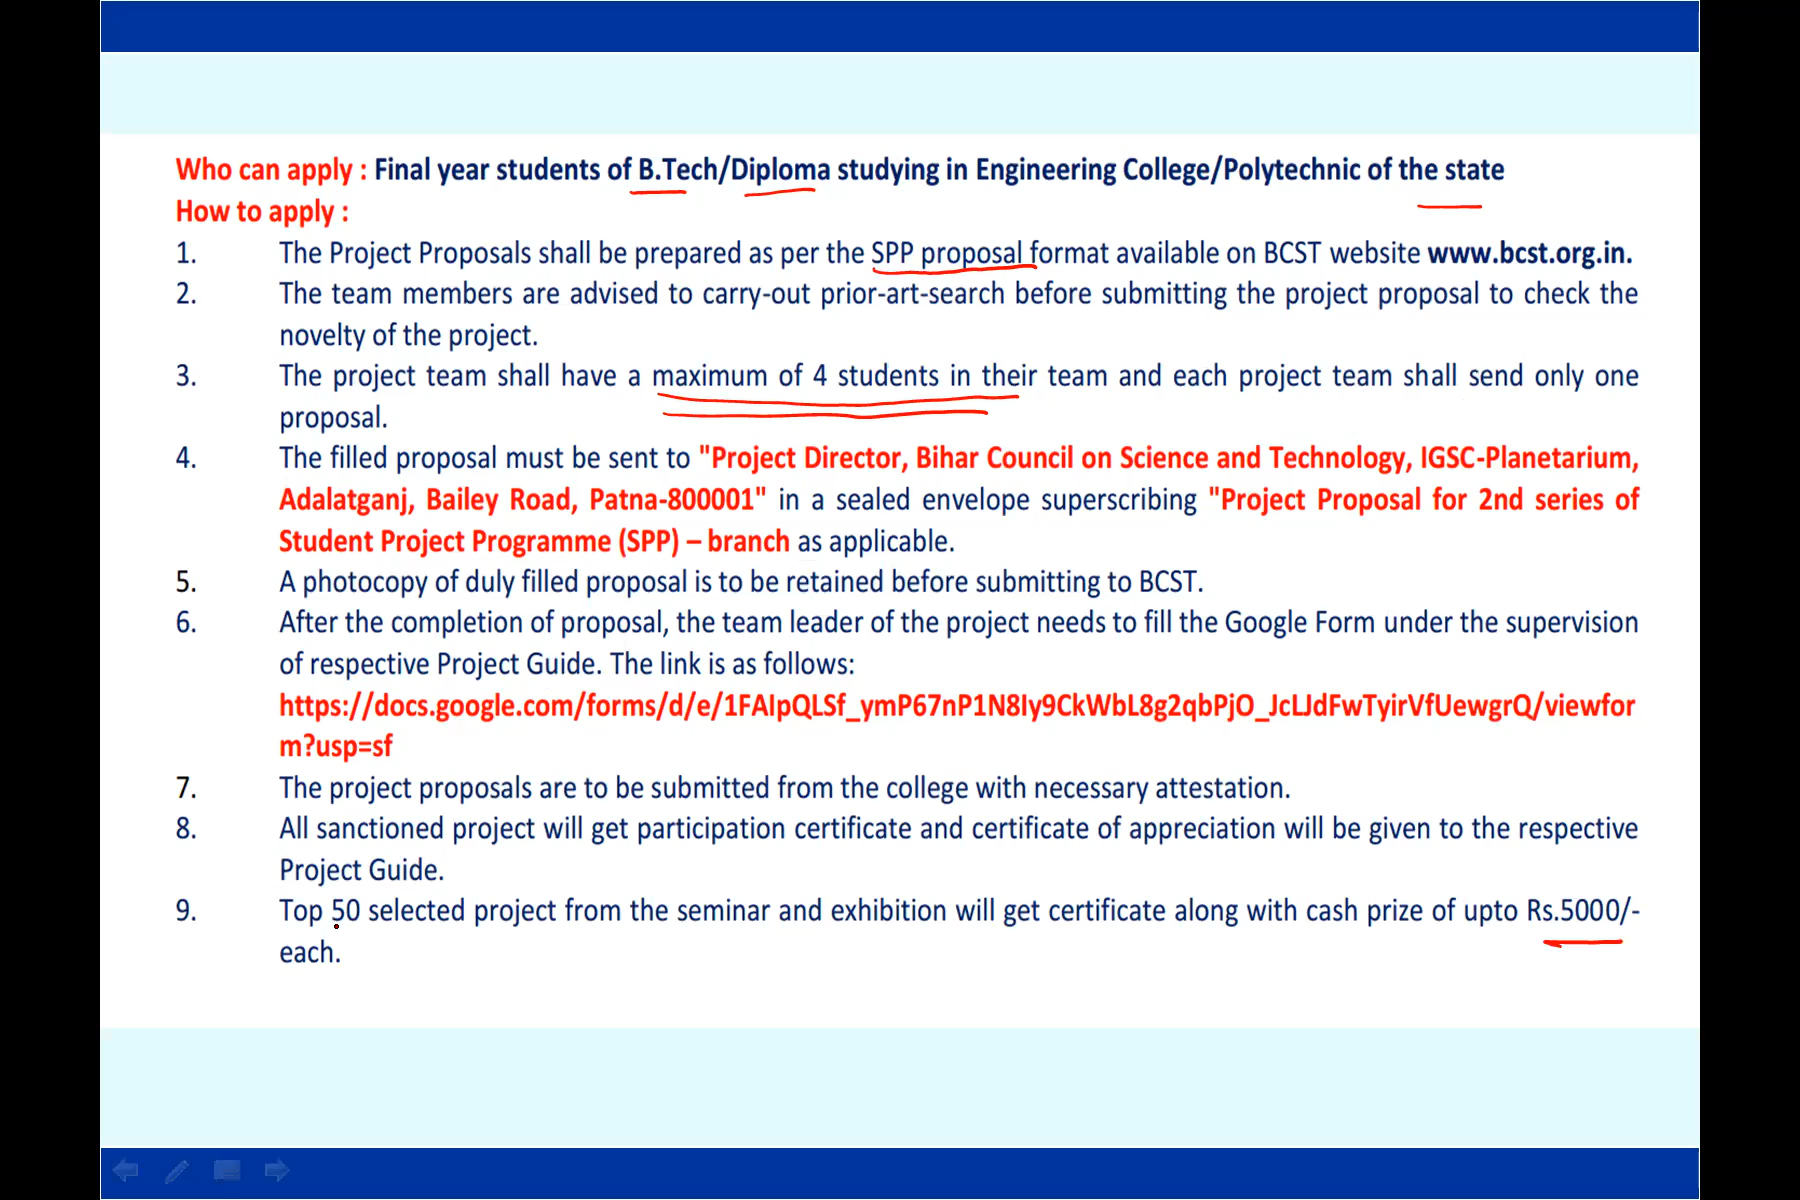 Who can apply : Final year students of B.Tech/Diploma studying in Engineering College/Polytechnic of the state
How to apply :
1. The Project Proposals shall be prepared as per the SPP proposal format available on BCST website www.bcst.org.in.
2. The team members are advised to carry-out prior-art-search before submitting the project proposal to check the
novelty of the project.
3. The project team shall have a maximum of 4 students in their team and each project team shall send only one
proposal.
4. The filled proposal must be sent to "Project Director, Bihar Council on Science and Technology, IGSC-Planetarium,
Adalatganj, Bailey Road, Patna-800001" in a sealed envelope superscribing "Project Proposal for 2nd series of
Student Project Programme (SPP) – branch as applicable.
5. A photocopy of duly filled proposal is to be retained before submitting to BCST.
6. After the completion of proposal, the team leader of the project needs to fill the Google Form under the supervision
of respective Project Guide. The link is as follows:
https://docs.google.com/forms/d/e/1FAIpQLSf_ymP67nP1N8Iy9CkWbL8g2qbPjO_JcLJdFwTyirVfUewgrQ/viewfor
m?usp=sf
7. The project proposals are to be submitted from the college with necessary attestation.
8. All sanctioned project will get participation certificate and certificate of appreciation will be given to the respective
Project Guide.
9. Top 50 selected project from the seminar and exhibition will get certificate along with cash prize of upto Rs.5000/-
each.